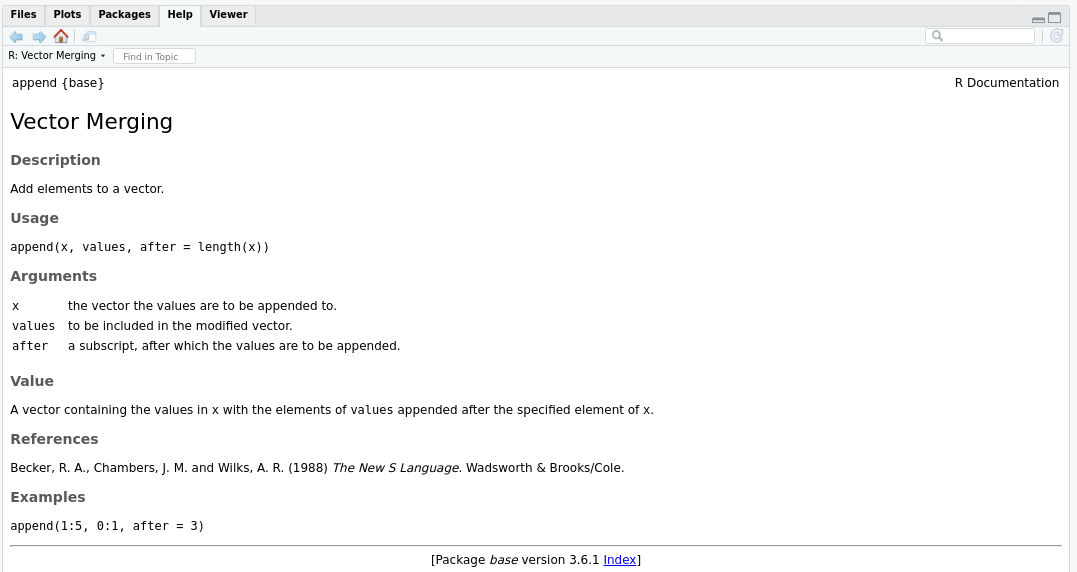 Files Plots Packages Help Viewer
R: Vector Merging Find in Topic
append {base} R Documentation
Vector Merging
Description
Add elements to a vector.
Usage
append(x, values, after = length(x))
Arguments
x the vector the values are to be appended to.
values to be included in the modified vector.
after a subscript, after which the values are to be appended.
Value
A vector containing the values in x with the elements of values appended after the specified element of x.
References
Becker, R. A., Chambers, J. M. and Wilks, A. R. (1988) The New S Language. Wadsworth & Brooks/Cole.
Examples
append(1:5, 0:1, after = 3)
[Package base version 3.6.1 Index]